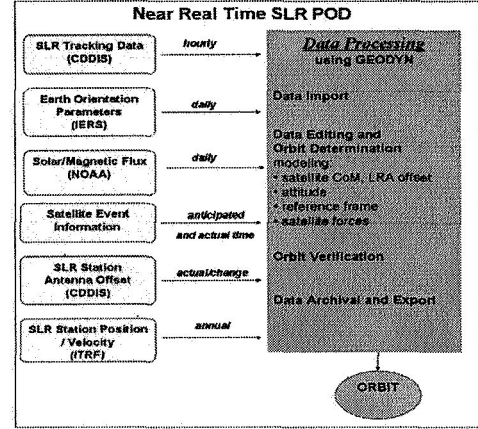 Near Real Time SLR POD
SLR Tracking Data
(CDDIS)
hourly
Earth Orientation
Parameters
(IERS)
daily
Solar/Magnetic Flux
(NOAA)
daily
Satellite Event
Information
anticipated
and actual time
SLR Station
Antenna Offset
(CDDIS)
actual/change
SLR Station Position
/ Velocity
(ITRF)
annual
Data Processing
using GEODYN
Data Import
Data Editing and
Orbit Determination
modeling:
• satellite CoM, LRA offset
• attitude
• reference frame
• satellite forces
Orbit Verification
Data Archival and Export
ORBIT